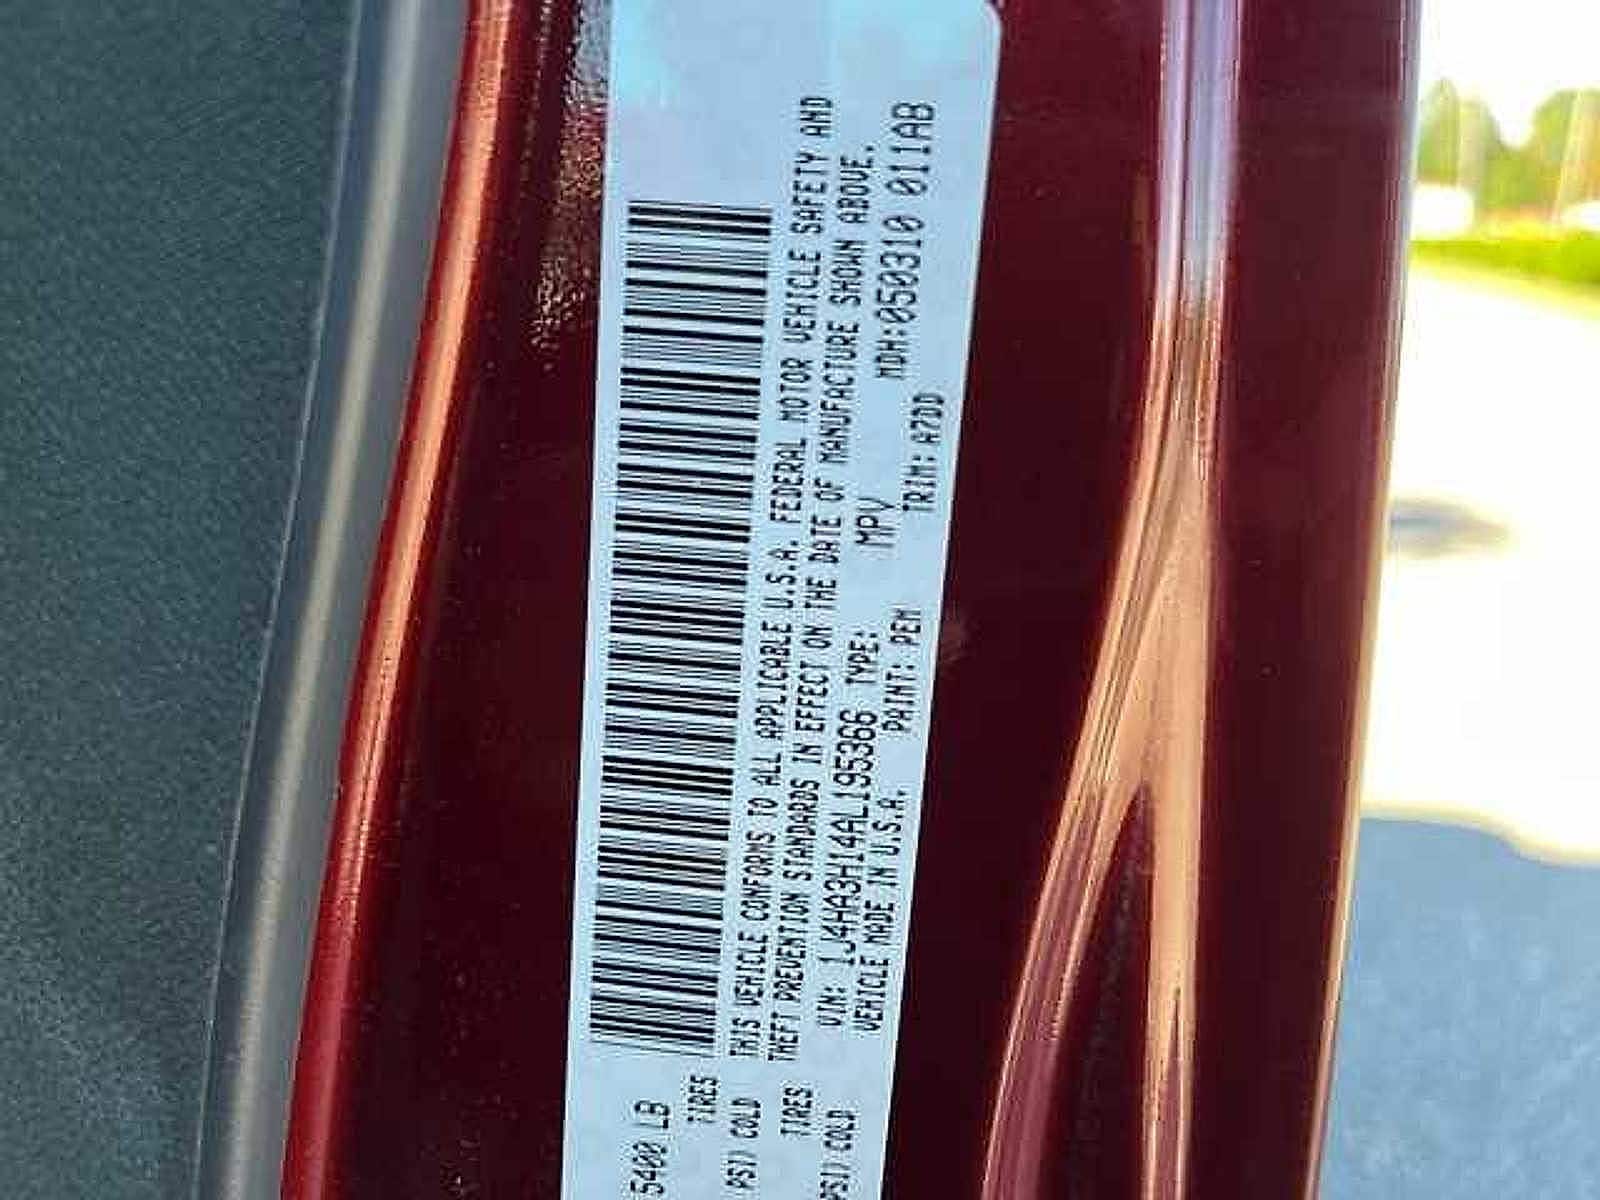 5400 LB
TIRES
PSI) COLD
TIRES
PSI) COLD
THIS VEHICLE CONFORMS TO ALL APPLICABLE U.S.A. FEDERAL MOTOR VEHICLE SAFETY AND
THEFT PREVENTION STANDARDS IN EFFECT ON THE DATE OF MANUFACTURE SHOWN ABOVE.
VIN: 1J4HA3H14AL195366 TYPE: MPV MDH:050310 011AB
VEHICLE MADE IN U.S.A. PAINT: PEM TRIM: A7DD